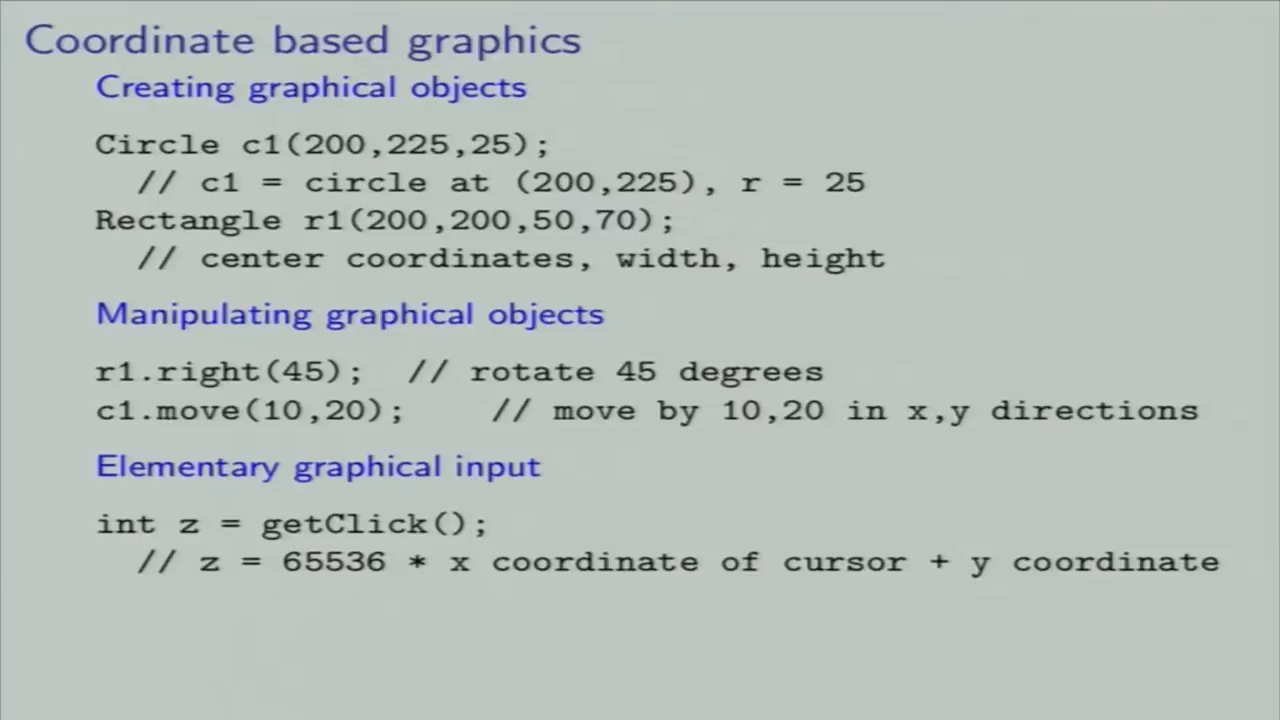 Coordinate based graphics
Creating graphical objects
Circle c1(200,225,25);
// c1 = circle at (200,225), r = 25
Rectangle r1(200,200,50,70);
// center coordinates, width, height
Manipulating graphical objects
r1.right(45); // rotate 45 degrees
c1.move(10,20); // move by 10,20 in x,y directions
Elementary graphical input
int z = getClick();
// z = 65536 * x coordinate of cursor + y coordinate